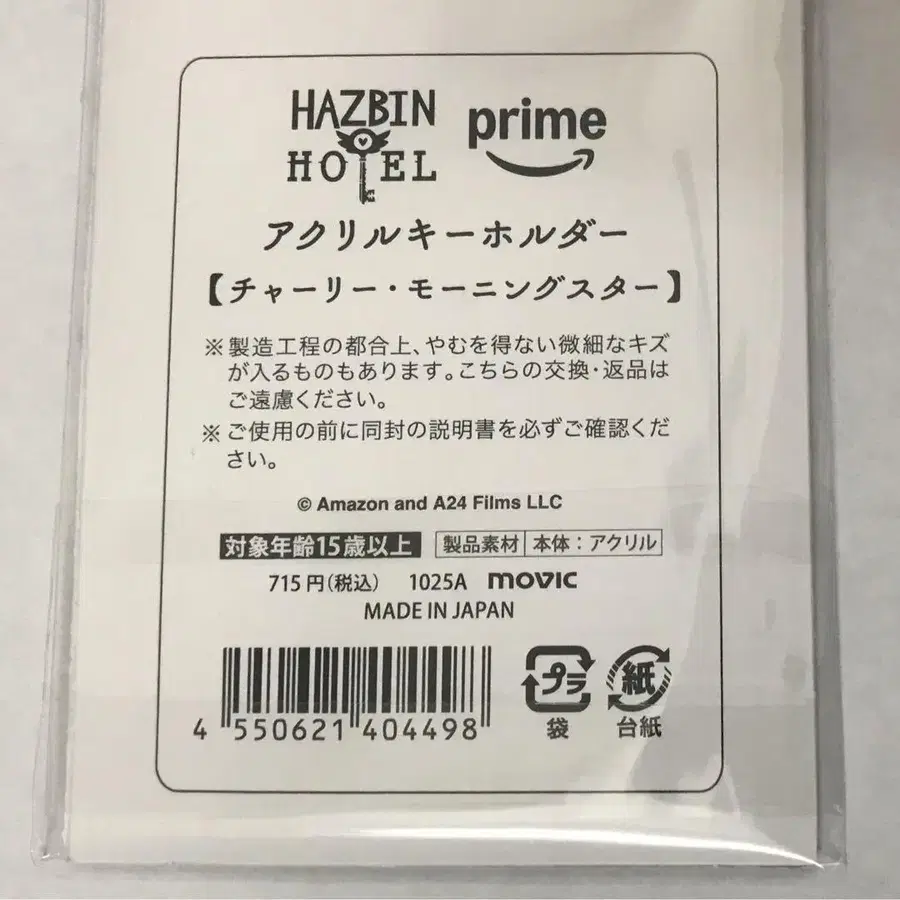 HAZBIN
HOTEL
prime
アクリルキーホルダー
【チャーリー・モーニングスター】
※製造工程の都合上、やむを得ない微細なキズ
が入るものもあります。こちらの交換・返品は
ご遠慮ください。
※ご使用の前に同封の説明書を必ずご確認くだ
さい。
© Amazon and A24 Films LLC
対象年齢15歳以上 製品素材 本体：アクリル
715円(税込) 1025A movic
MADE IN JAPAN
4 550621 404498
プラ 紙
袋 台紙